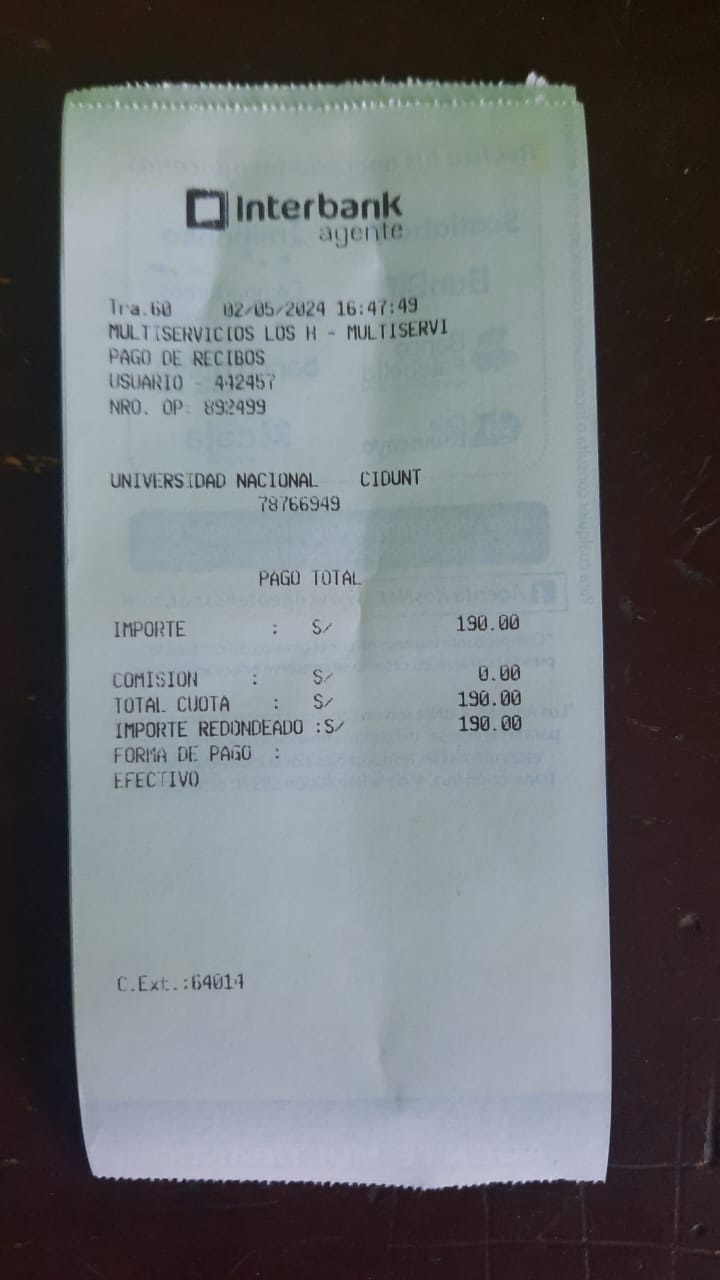 Interbank
agente
Tra.60 02/05/2024 16:47:49
MULTISERVICIOS LOS H - MULTISERVI
PAGO DE RECIBOS
USUARIO - 442457
NRO. OP: 892499
UNIVERSIDAD NACIONAL CIDUNT
78766949
PAGO TOTAL
IMPORTE : S/ 190.00
COMISION : S/ 0.00
TOTAL CUOTA : S/ 190.00
IMPORTE REDONDEADO :S/ 190.00
FORMA DE PAGO :
EFECTIVO
C.Ext.:64014